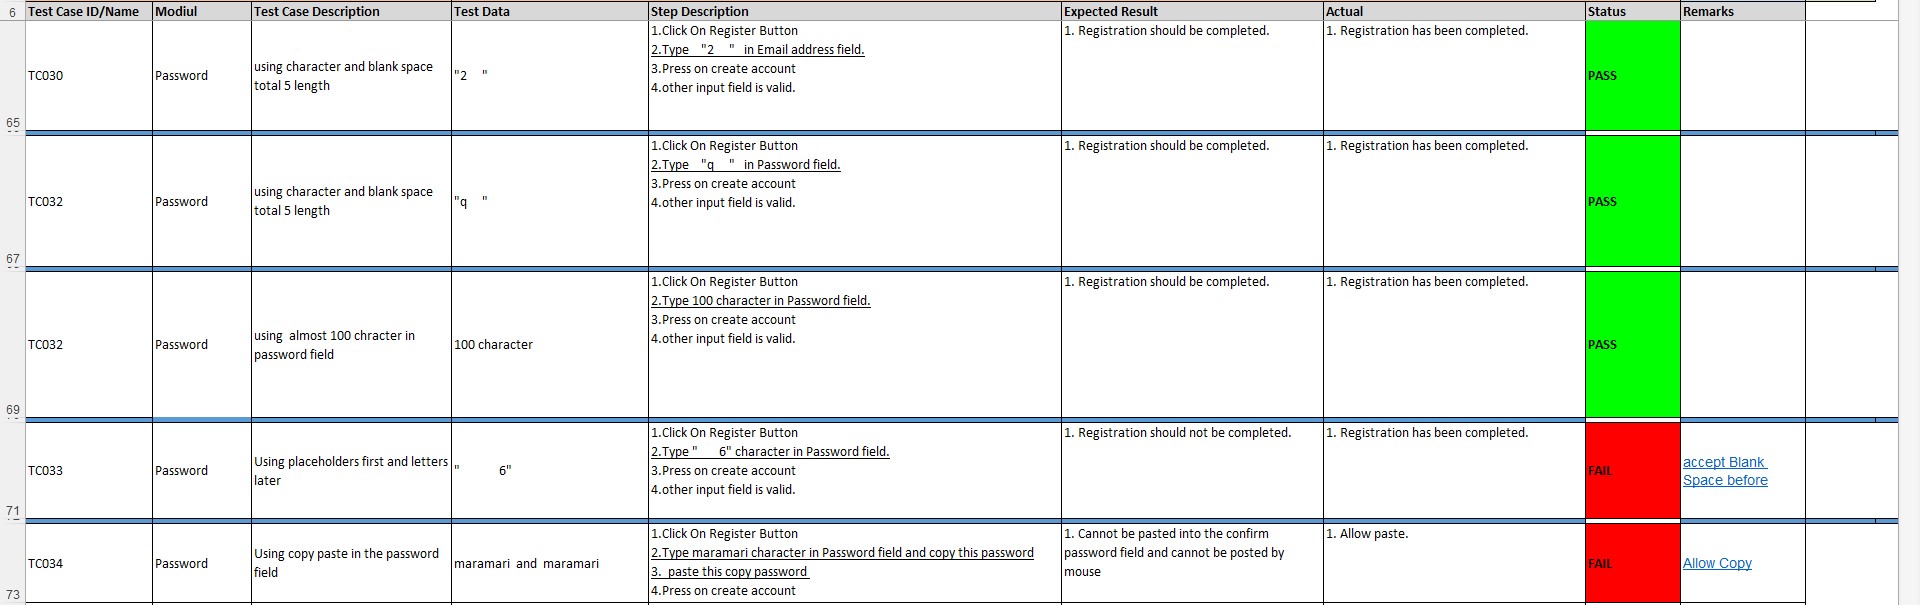 6 Test Case ID/Name Modiul Test Case Description Test Data Step Description Expected Result Actual Status Remarks
65
TC030
Password
using character and blank space
total 5 length
"2    "
1.Click On Register Button
2.Type   "2    "   in Email address field.
3.Press on create account
4.other input field is valid.
1. Registration should be completed.
1. Registration has been completed.
PASS
67
TC032
Password
using character and blank space
total 5 length
"q    "
1.Click On Register Button
2.Type   "q    "   in Password field.
3.Press on create account
4.other input field is valid.
1. Registration should be completed.
1. Registration has been completed.
PASS
69
TC032
Password
using  almost 100 chracter in
password field
100 character
1.Click On Register Button
2.Type 100 character in Password field.
3.Press on create account
4.other input field is valid.
1. Registration should be completed.
1. Registration has been completed.
PASS
71
TC033
Password
Using placeholders first and letters
later
"            6"
1.Click On Register Button
2.Type "      6" character in Password field.
3.Press on create account
4.other input field is valid.
1. Registration should not be completed.
1. Registration has been completed.
FAIL
accept Blank
Space before
73
TC034
Password
Using copy paste in the password
field
maramari  and  maramari
1.Click On Register Button
2.Type maramari character in Password field and copy this password
3.  paste this copy password
4.Press on create account
1. Cannot be pasted into the confirm
password field and cannot be posted by
mouse
1. Allow paste.
FAIL
Allow Copy